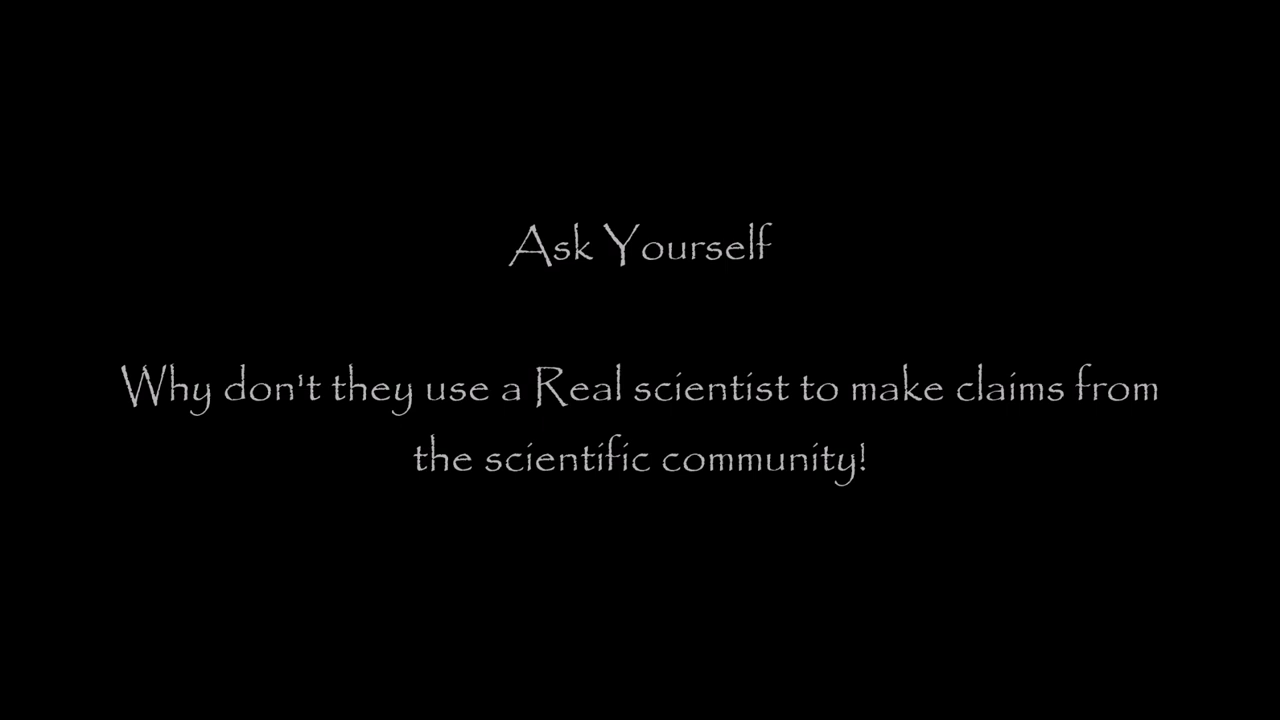 Ask Yourself
Why don't they use a Real scientist to make claims from
the scientific community!